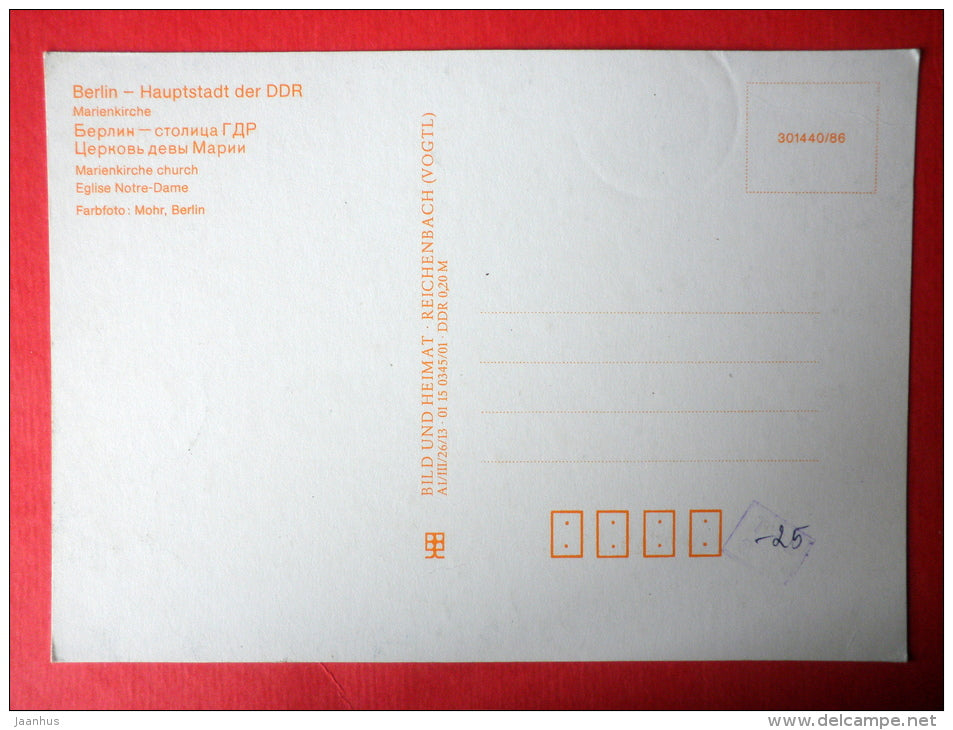 Berlin – Hauptstadt der DDR
Marienkirche
Берлин – столица ГДР
Церковь девы Марии
Marienkirche church
Eglise Notre-Dame
Farbfoto: Mohr, Berlin
BILD UND HEIMAT · REICHENBACH (VOGTL)
A1/III/26/13 · 01 15 0345/01 · DDR 0,20 M
301440/86
-25
Jaanhus
www.delcampe.net